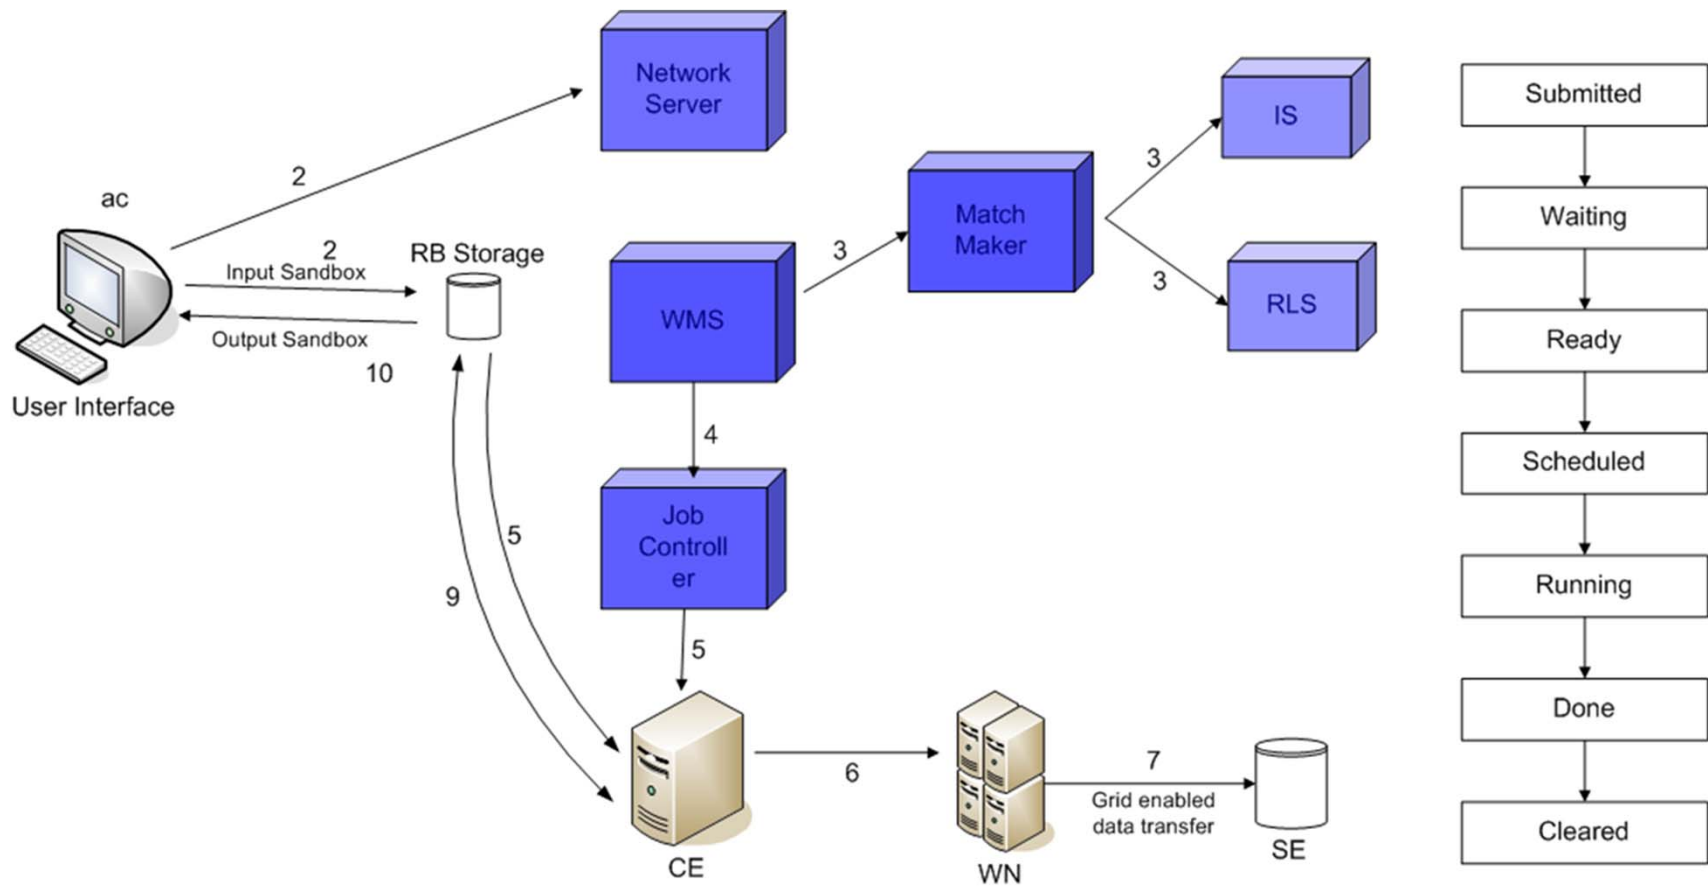 Network
Server
2
ac
2
Input Sandbox
RB Storage
Output Sandbox
10
User Interface
WMS
3
Match
Maker
3
IS
3
RLS
4
Job
Controll
er
5
9
5
CE
6
WN
7
Grid enabled
data transfer
SE
Submitted
Waiting
Ready
Scheduled
Running
Done
Cleared